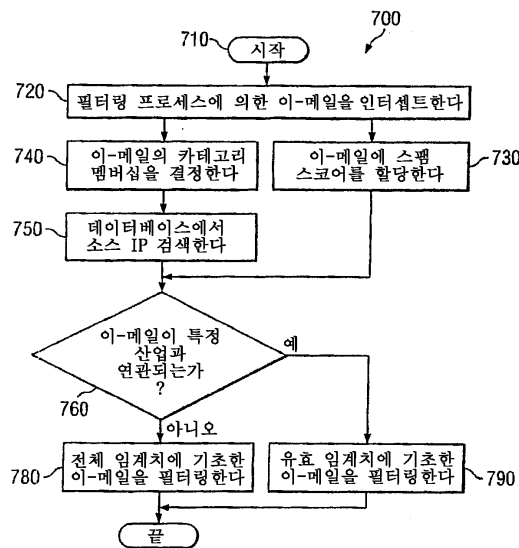 700
710
시작
720
필터링 프로세스에 의한 이-메일을 인터셉트한다
740
이-메일의 카테고리
멤버십을 결정한다
이-메일에 스팸
스코어를 할당한다
730
750
데이터베이스에서
소스 IP 검색한다
이-메일이 특정
산업과
연관되는가
?
760
예
아니오
780
전체 임계치에 기초한
이-메일을 필터링한다
유효 임계치에 기초한
이-메일을 필터링한다
790
끝